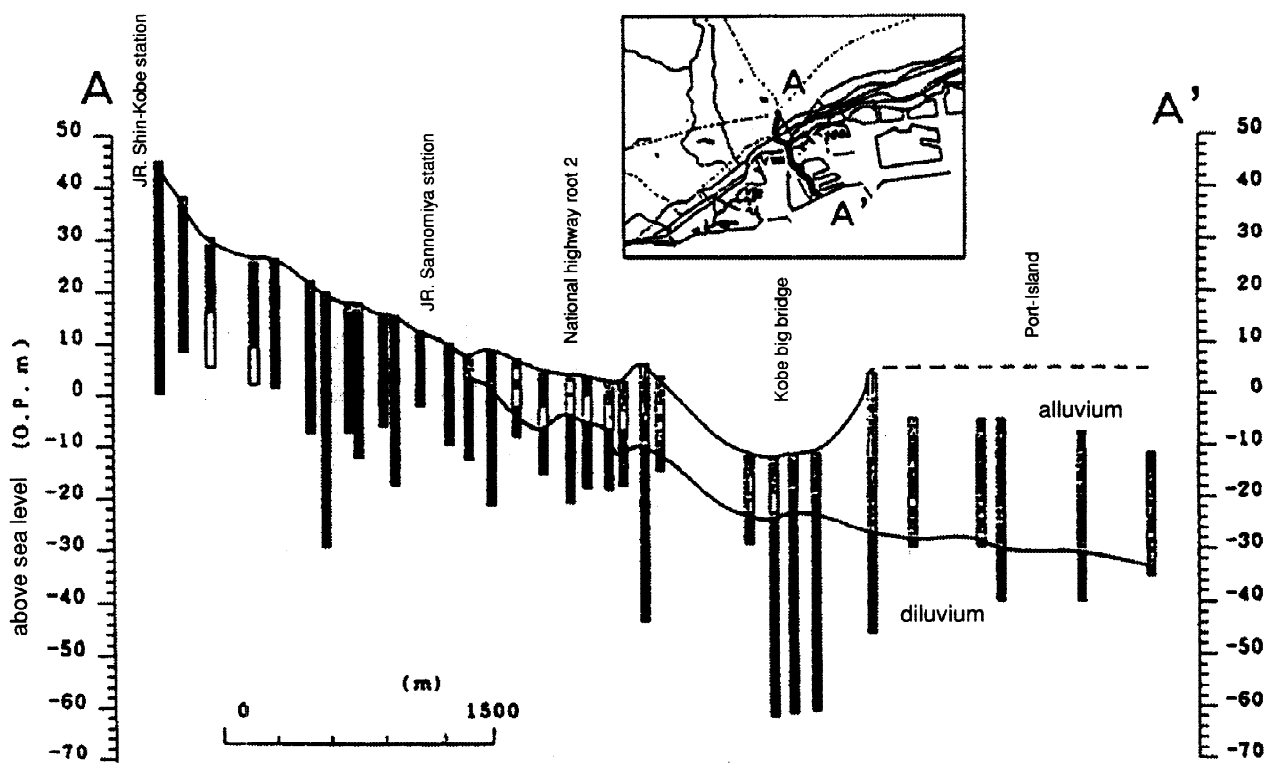 A
JR. Shin-Kobe station
JR. Sannomiya station
National highway root 2
Kobe big bridge
Port-Island
A'
A
A'
above sea level (O.P. m)
50
40
30
20
10
0
-10
-20
-30
-40
-50
-60
-70
50
40
30
20
10
0
-10
-20
-30
-40
-50
-60
-70
alluvium
diluvium
(m)
0 1500